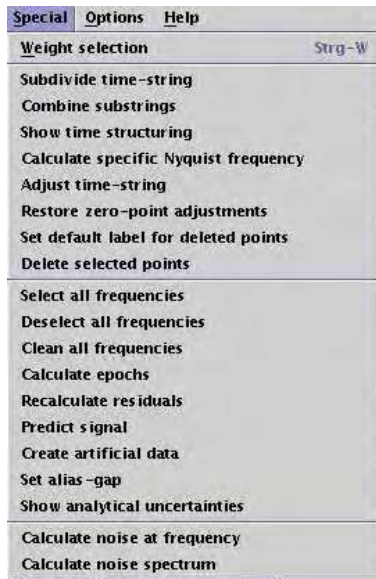 Special Options Help
Weight selection Strg-W
Subdivide time-string
Combine substrings
Show time structuring
Calculate specific Nyquist frequency
Adjust time-string
Restore zero-point adjustments
Set default label for deleted points
Delete selected points
Select all frequencies
Deselect all frequencies
Clean all frequencies
Calculate epochs
Recalculate residuals
Predict signal
Create artificial data
Set alias-gap
Show analytical uncertainties
Calculate noise at frequency
Calculate noise spectrum